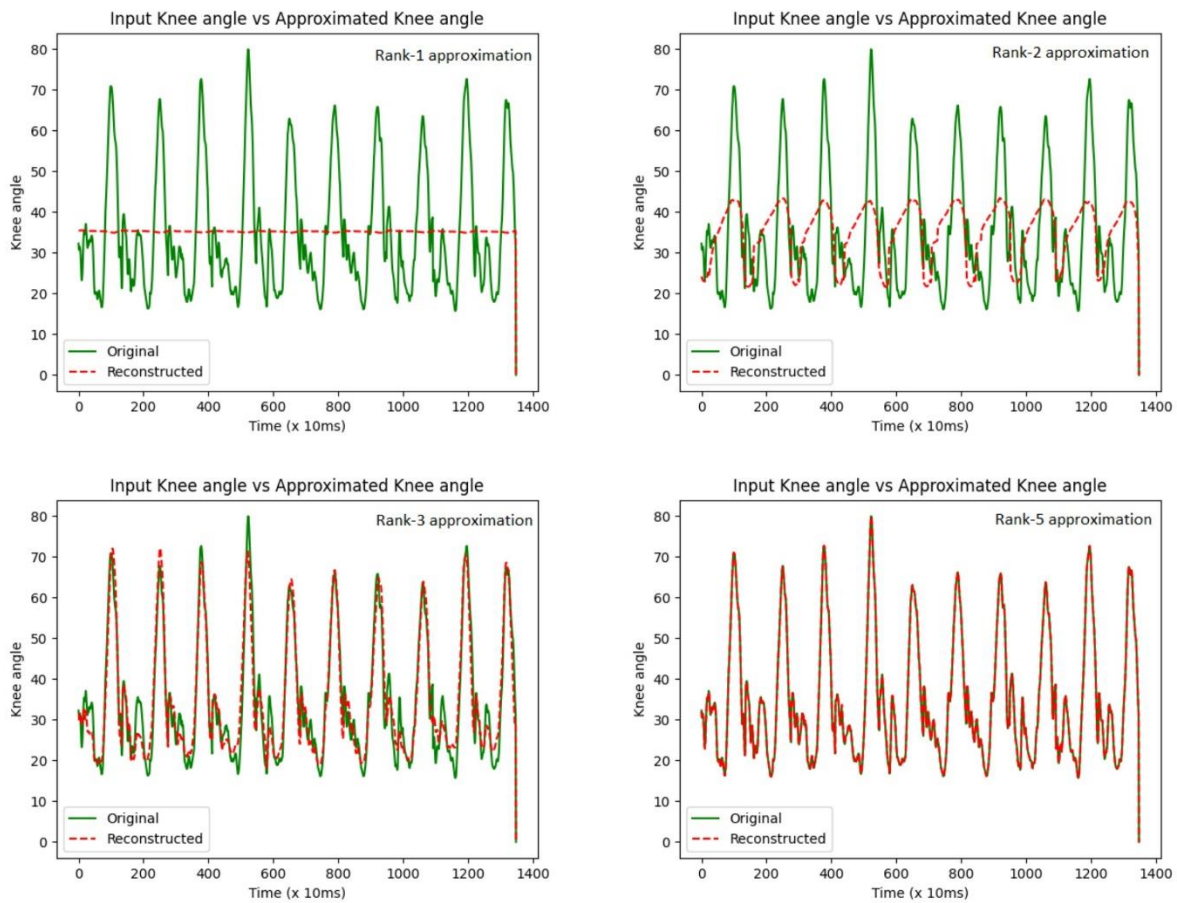 Input Knee angle vs Approximated Knee angle
Rank-1 approximation
80
70
60
50
40
30
20
10
0
Knee angle
Original
Reconstructed
0 200 400 600 800 1000 1200 1400
Time (x 10ms)
Input Knee angle vs Approximated Knee angle
Rank-2 approximation
80
70
60
50
40
30
20
10
0
Knee angle
Original
Reconstructed
0 200 400 600 800 1000 1200 1400
Time (x 10ms)
Input Knee angle vs Approximated Knee angle
Rank-3 approximation
80
70
60
50
40
30
20
10
0
Knee angle
Original
Reconstructed
0 200 400 600 800 1000 1200 1400
Time (x 10ms)
Input Knee angle vs Approximated Knee angle
Rank-5 approximation
80
70
60
50
40
30
20
10
0
Knee angle
Original
Reconstructed
0 200 400 600 800 1000 1200 1400
Time (x 10ms)